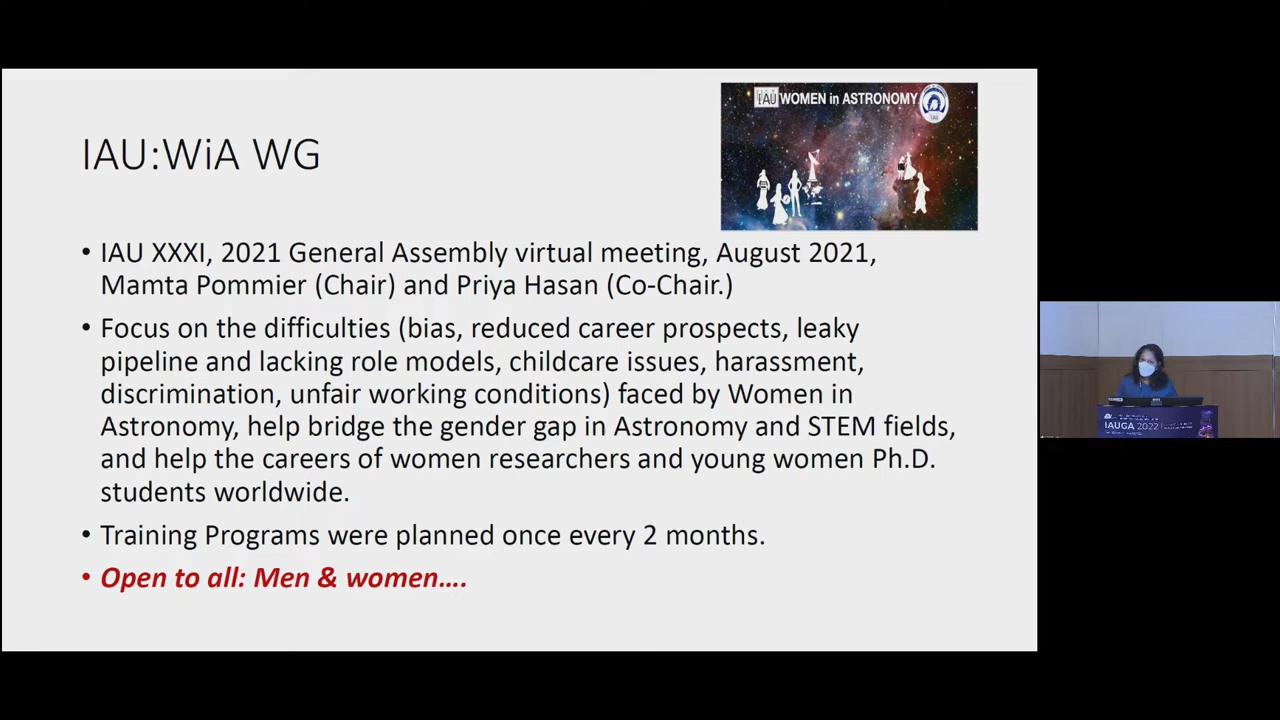 IAU WOMEN in ASTRONOMY
IAU
IAU:WiA WG
• IAU XXXI, 2021 General Assembly virtual meeting, August 2021,
Mamta Pommier (Chair) and Priya Hasan (Co-Chair.)
• Focus on the difficulties (bias, reduced career prospects, leaky
pipeline and lacking role models, childcare issues, harassment,
discrimination, unfair working conditions) faced by Women in
Astronomy, help bridge the gender gap in Astronomy and STEM fields,
and help the careers of women researchers and young women Ph.D.
students worldwide.
• Training Programs were planned once every 2 months.
• Open to all: Men & women....
IAUGA 2022